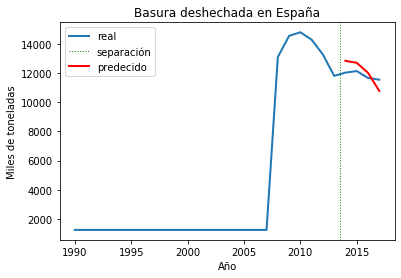 Basura deshechada en España
real
separación
predecido
14000
12000
10000
8000
6000
4000
2000
Miles de toneladas
1990
1995
2000
2005
2010
2015
Año